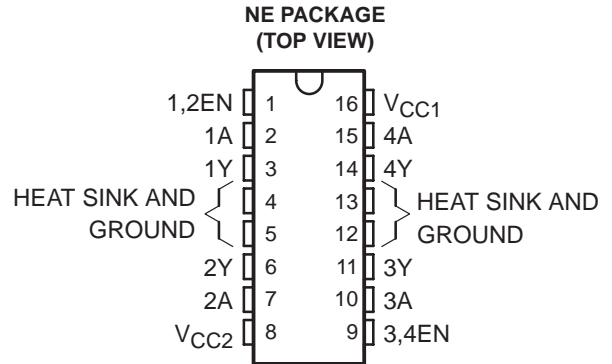 NE PACKAGE
(TOP VIEW)
1,2EN 1 16 VCC1
1A 2 15 4A
1Y 3 14 4Y
HEAT SINK AND 4 13 HEAT SINK AND
GROUND 5 12 GROUND
2Y 6 11 3Y
2A 7 10 3A
VCC2 8 9 3,4EN